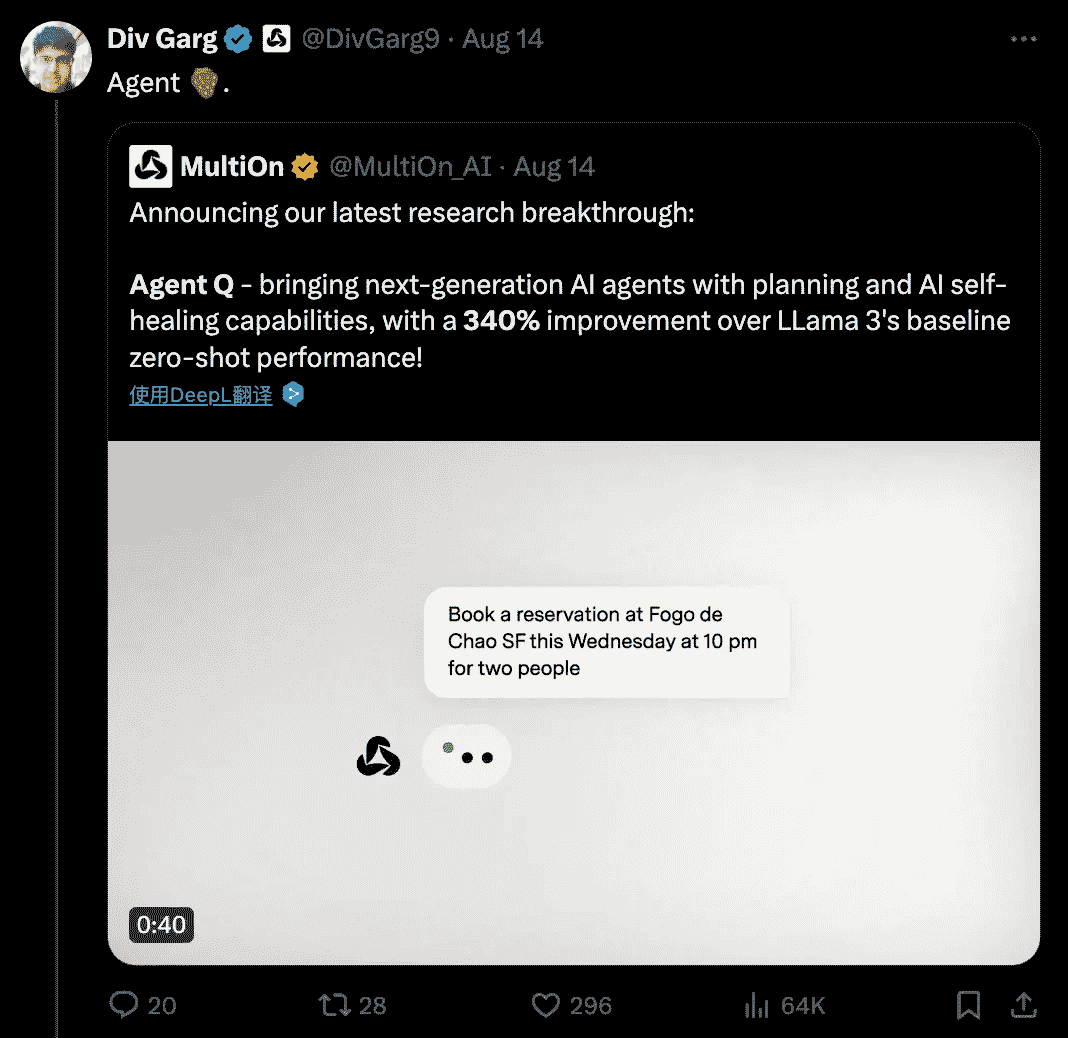 Div Garg @DivGarg9 · Aug 14
Agent 🍓.
MultiOn @MultiOn_AI · Aug 14
Announcing our latest research breakthrough:
Agent Q - bringing next-generation AI agents with planning and AI self-
healing capabilities, with a 340% improvement over LLama 3's baseline
zero-shot performance!
使用DeepL翻译
Book a reservation at Fogo de
Chao SF this Wednesday at 10 pm
for two people
0:40
20 28 296 64K